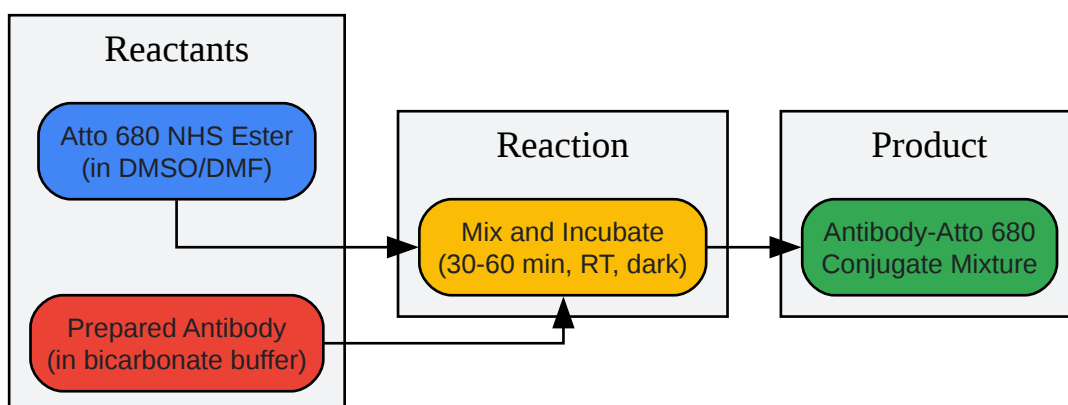 Reactants
Atto 680 NHS Ester
(in DMSO/DMF)
Prepared Antibody
(in bicarbonate buffer)
Reaction
Mix and Incubate
(30-60 min, RT, dark)
Product
Antibody-Atto 680
Conjugate Mixture